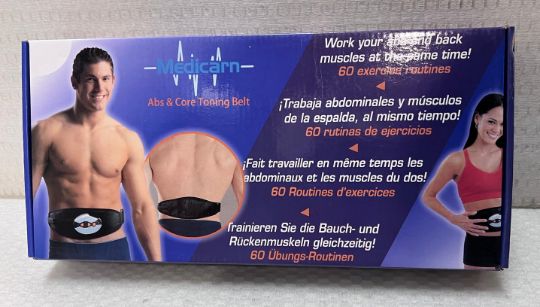 Medicarn
Abs & Core Toning Belt
Work your abs and back
muscles at the same time!
60 exercise routines
¡Trabaja abdominales y músculos
de la espalda, al mismo tiempo!
60 rutinas de ejercicios
¡Fait travailler en même temps les
abdominaux et les muscles du dos!
60 Routines d'exercices
Trainieren Sie die Bauch- und
Rückenmuskeln gleichzeitig!
60 Übungs-Routinen